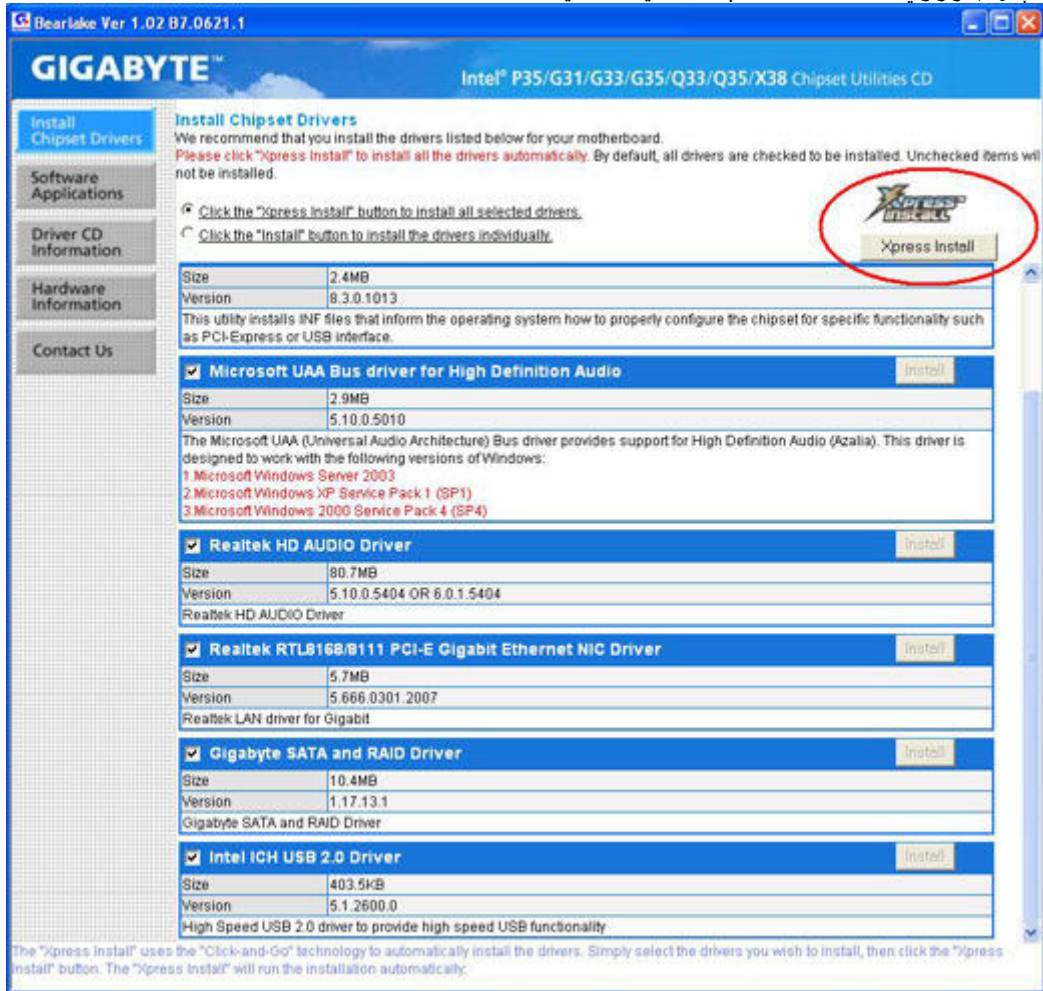 Bearlake Ver 1.02 B7.0621.1
GIGABYTE™
Intel® P35/G31/G33/G35/Q33/Q35/X38 Chipset Utilities CD
Install
Chipset Drivers
Software
Applications
Driver CD
Information
Hardware
Information
Contact Us
Install Chipset Drivers
We recommend that you install the drivers listed below for your motherboard.
Please click "Xpress Install" to install all the drivers automatically. By default, all drivers are checked to be installed. Unchecked items wil
not be installed.
Click the "Xpress Install" button to install all selected drivers.
Click the "Install" button to install the drivers individually.
Xpress
INSTALL
Xpress Install
Size 2.4MB
Version 8.3.0.1013
This utility installs INF files that inform the operating system how to properly configure the chipset for specific functionality such
as PCI-Express or USB interface.
Microsoft UAA Bus driver for High Definition Audio Install
Size 2.9MB
Version 5.10.0.5010
The Microsoft UAA (Universal Audio Architecture) Bus driver provides support for High Definition Audio (Azalia). This driver is
designed to work with the following versions of Windows:
1.Microsoft Windows Server 2003
2.Microsoft Windows XP Service Pack 1 (SP1)
3.Microsoft Windows 2000 Service Pack 4 (SP4)
Realtek HD AUDIO Driver Install
Size 80.7MB
Version 5.10.0.5404 OR 6.0.1.5404
Realtek HD AUDIO Driver
Realtek RTL8168/8111 PCI-E Gigabit Ethernet NIC Driver Install
Size 5.7MB
Version 5.666.0301.2007
Realtek LAN driver for Gigabit
Gigabyte SATA and RAID Driver Install
Size 10.4MB
Version 1.17.13.1
Gigabyte SATA and RAID Driver
Intel ICH USB 2.0 Driver Install
Size 403.5KB
Version 5.1.2600.0
High Speed USB 2.0 driver to provide high speed USB functionality
The "Xpress Install" uses the "Click-and-Go" technology to automatically install the drivers. Simply select the drivers you wish to install, then click the "Xpress
Install" button. The "Xpress Install" will run the installation automatically.